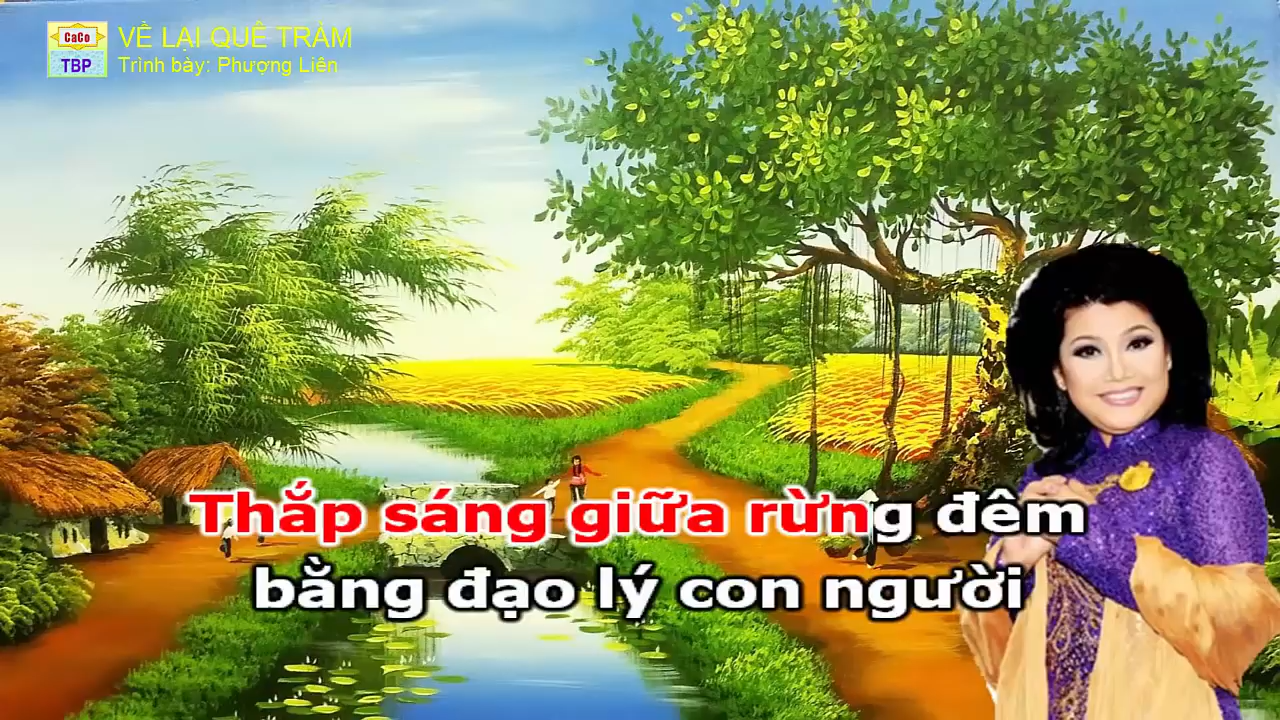 CaCo
TBP
VỀ LẠI QUÊ TRẦM
Trình bày: Phượng Liên
Thắp sáng giữa rừng đêm
bằng đạo lý con người